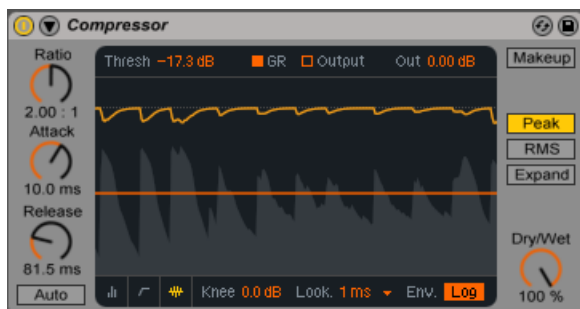 Compressor
Ratio
2.00 : 1
Attack
10.0 ms
Release
81.5 ms
Auto
Thresh -17.3 dB GR Output Out 0.00 dB
Knee 0.0 dB Look. 1 ms Env. Log
Makeup
Peak
RMS
Expand
Dry/Wet
100 %